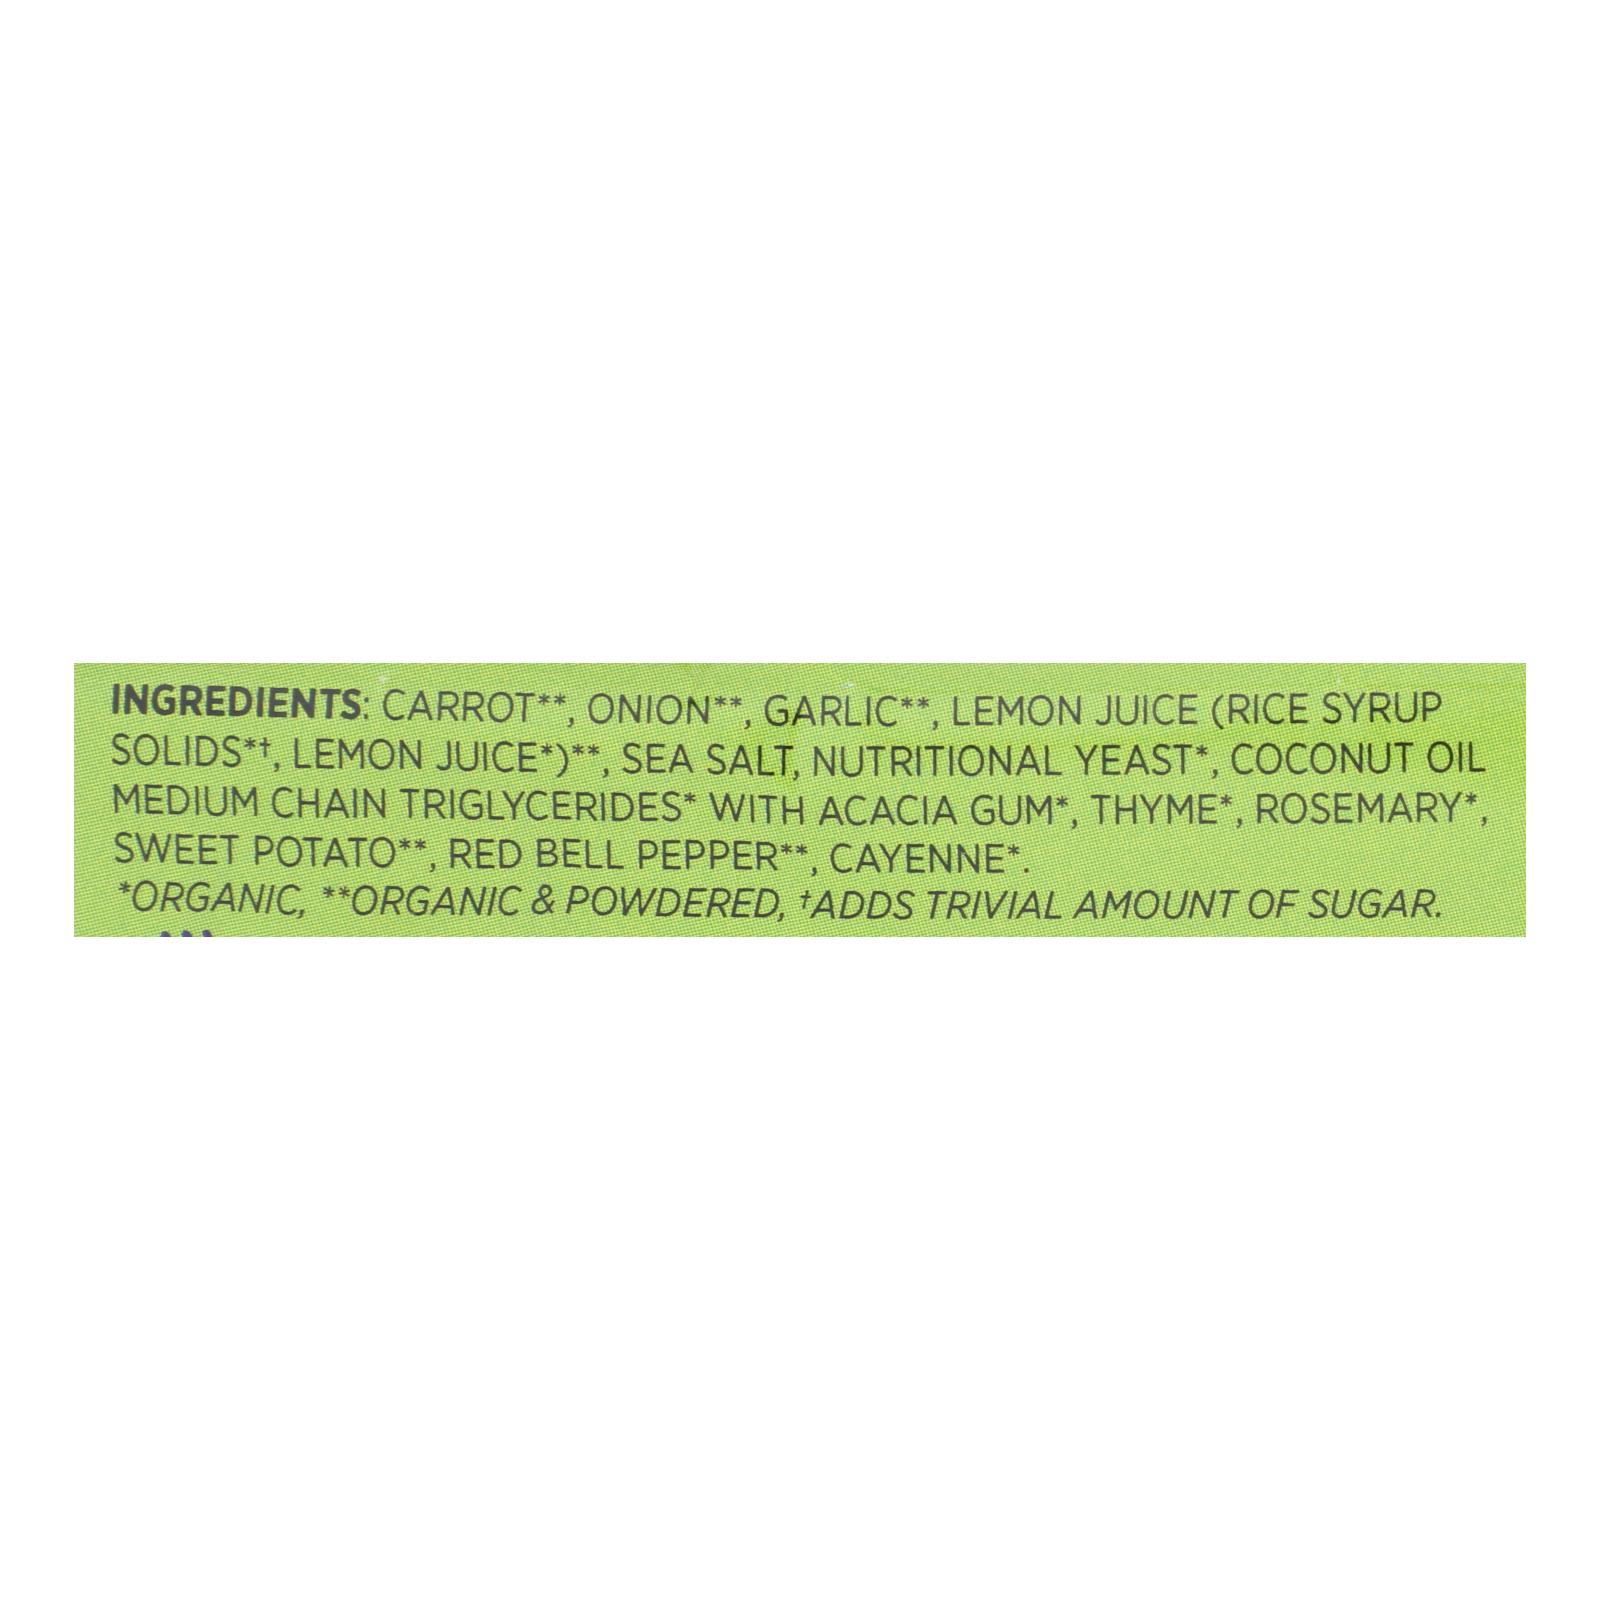 INGREDIENTS: CARROT**, ONION**, GARLIC**, LEMON JUICE (RICE SYRUP
SOLIDS*†, LEMON JUICE*)**, SEA SALT, NUTRITIONAL YEAST*, COCONUT OIL
MEDIUM CHAIN TRIGLYCERIDES* WITH ACACIA GUM*, THYME*, ROSEMARY*,
SWEET POTATO**, RED BELL PEPPER**, CAYENNE*.
*ORGANIC, **ORGANIC & POWDERED, †ADDS TRIVIAL AMOUNT OF SUGAR.